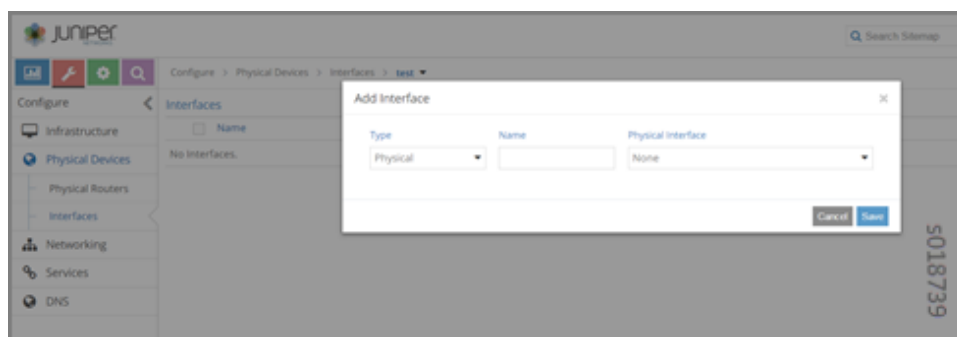 JUNIPER
NETWORKS
Search Sitemap
Configure > Physical Devices > Interfaces > test
Configure
Infrastructure
Physical Devices
Physical Routers
Interfaces
Networking
Services
DNS
Interfaces
Name
No Interfaces.
Add Interface
Type Name Physical Interface
Physical None
Cancel Save
s018739